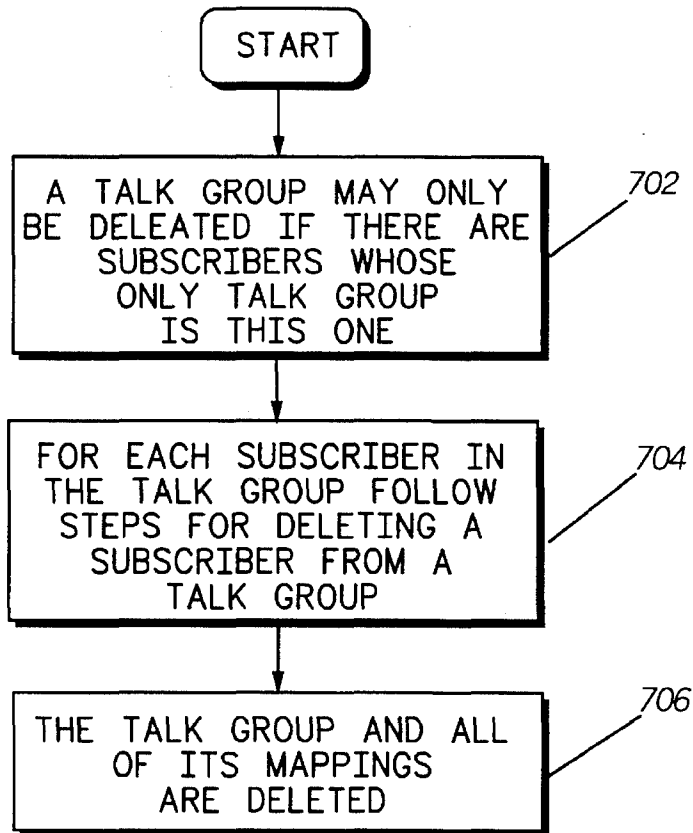 START
A TALK GROUP MAY ONLY
BE DELEATED IF THERE ARE
SUBSCRIBERS WHOSE
ONLY TALK GROUP
IS THIS ONE
702
FOR EACH SUBSCRIBER IN
THE TALK GROUP FOLLOW
STEPS FOR DELETING A
SUBSCRIBER FROM A
TALK GROUP
704
THE TALK GROUP AND ALL
OF ITS MAPPINGS
ARE DELETED
706